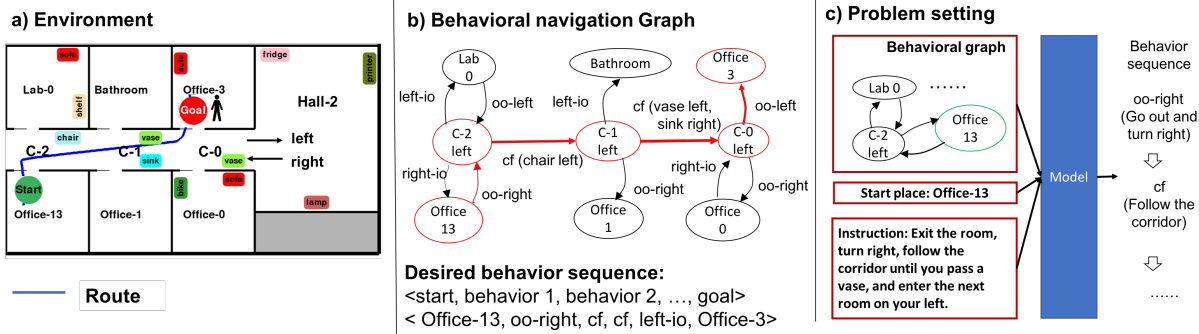 a) Environment
sofa
sofa
fridge
printer
Lab-0
Bathroom
Office-3
shelf
Goal
Hall-2
chair
vase
left
C-2
C-1
C-0
sink
vase
right
Start
bike
sofa
lamp
Office-13
Office-1
Office-0
Route
b) Behavioral navigation Graph
Lab
0
Bathroom
Office
3
left-io
oo-left
left-io
cf (vase left,
sink right)
oo-left
C-2
left
C-1
left
C-0
left
cf (chair left)
right-io
oo-right
oo-right
right-io
oo-right
Office
13
Office
1
Office
0
Desired behavior sequence:
<start, behavior 1, behavior 2, …, goal>
< Office-13, oo-right, cf, cf, left-io, Office-3>
c) Problem setting
Behavioral graph
Lab 0
......
C-2
left
Office
13
Start place: Office-13
Instruction: Exit the room,
turn right, follow the
corridor until you pass a
vase, and enter the next
room on your left.
Model
Behavior
sequence
oo-right
(Go out and
turn right)
cf
(Follow the
corridor)
......